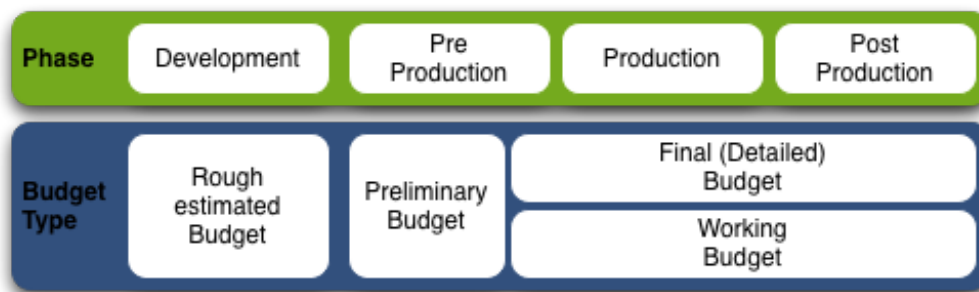 Phase
Development
Pre
Production
Production
Post
Production
Budget
Type
Rough
estimated
Budget
Preliminary
Budget
Final (Detailed)
Budget
Working
Budget